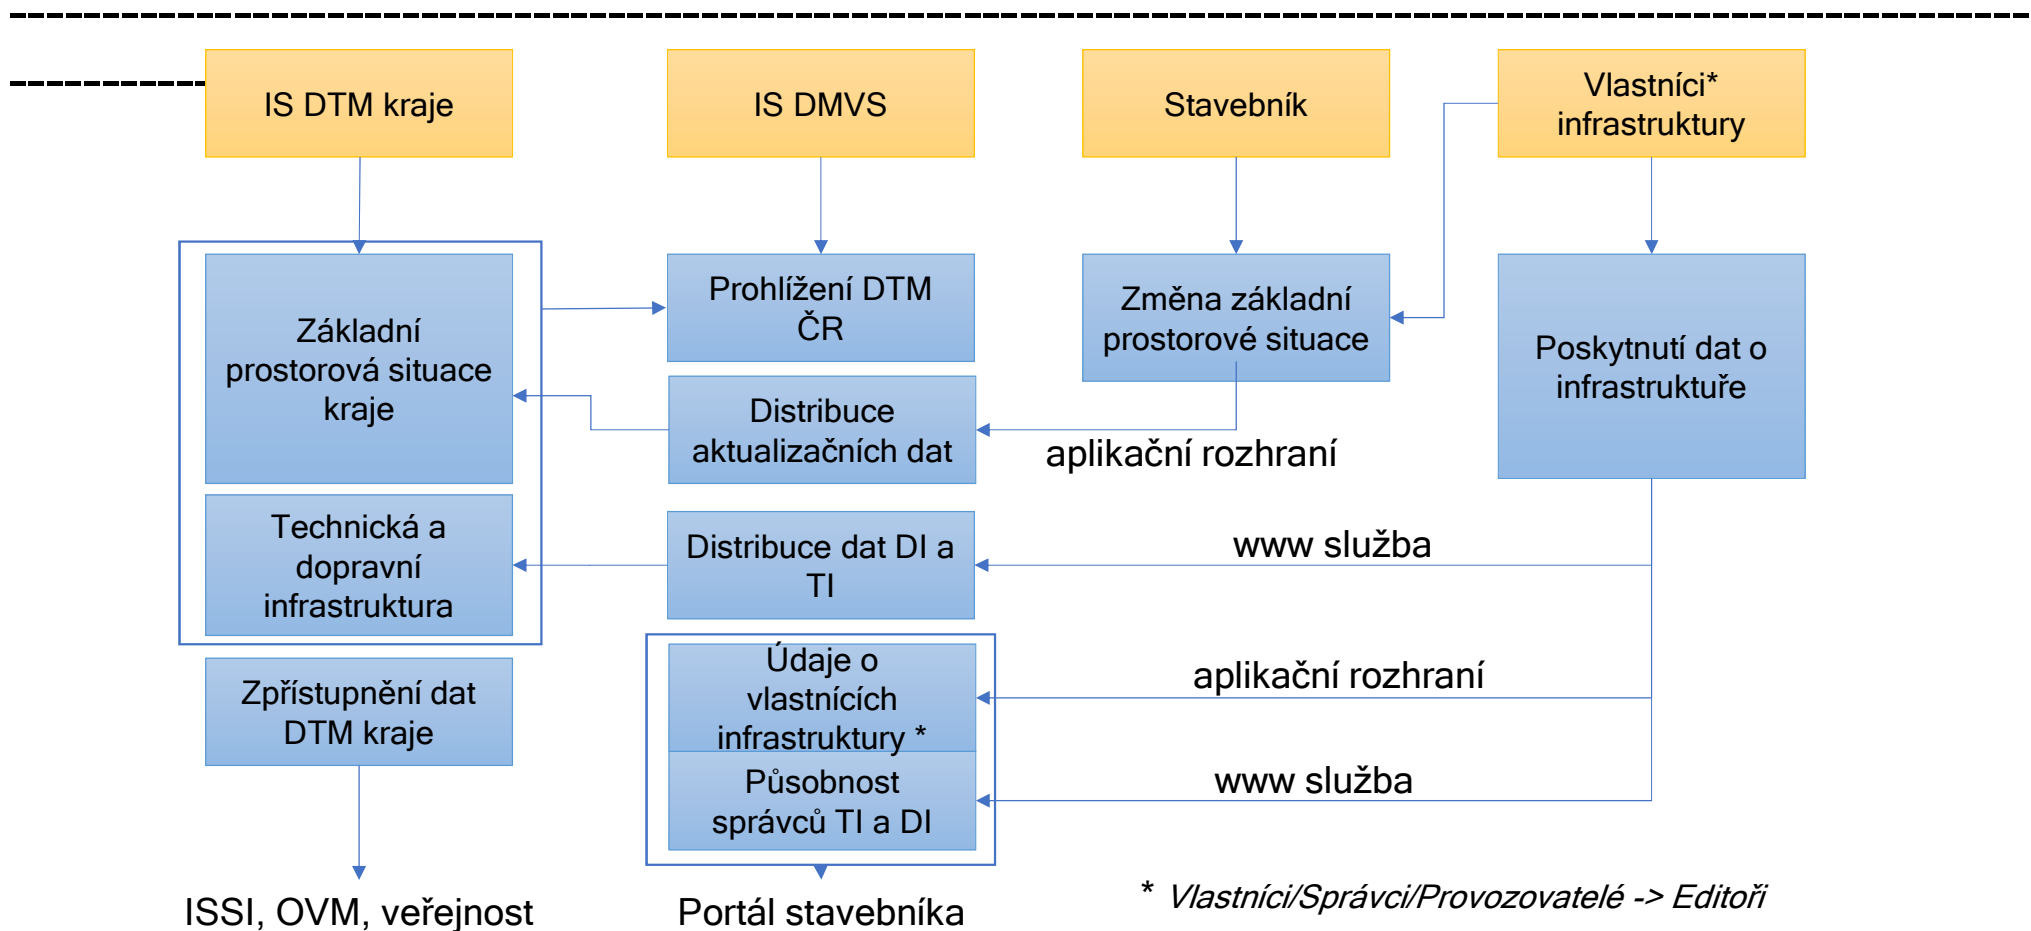 IS DTM kraje
IS DMVS
Stavebník
Vlastníci*
infrastruktury
Základní
prostorová situace
kraje
Prohlížení DTM
ČR
Změna základní
prostorové situace
Poskytnutí dat o
infrastruktuře
Distribuce
aktualizačních dat
aplikační rozhraní
Technická a
dopravní
infrastruktura
Distribuce dat DI a
TI
www služba
Zpřístupnění dat
DTM kraje
Údaje o
vlastnících
infrastruktury *
aplikační rozhraní
Působnost
správců TI a DI
www služba
ISSI, OVM, veřejnost
Portál stavebníka
* Vlastníci/Správci/Provozovatelé -> Editoři